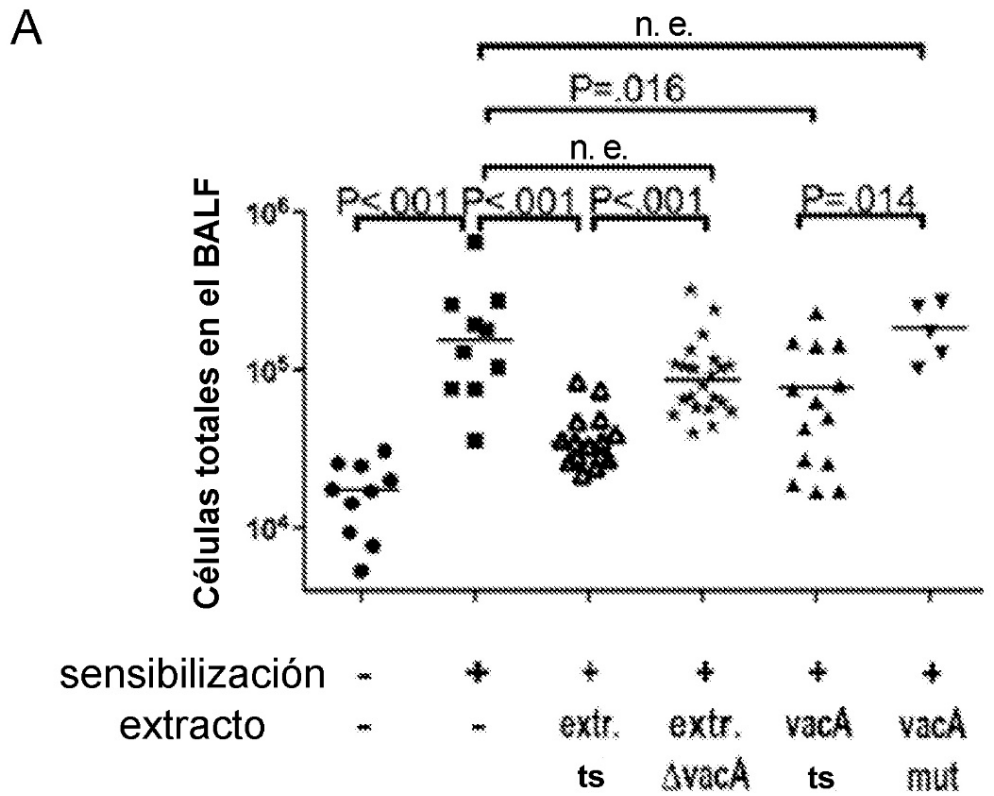 A
n. e.
P=.016
n. e.
P<.001 P<.001 P<.001 P=.014
Células totales en el BALF
10⁶
10⁵
10⁴
sensibilización - + + + + +
extracto - - extr. extr. vacA vacA
ts ΔvacA ts mut